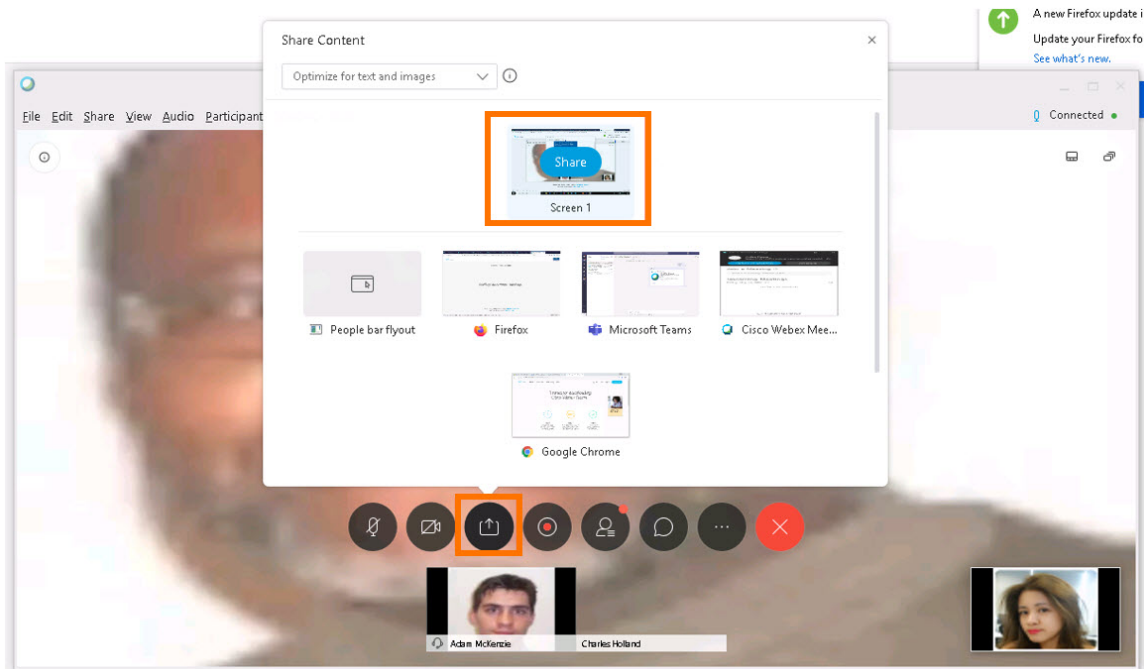 A new Firefox update i
Update your Firefox fo
See what's new.
Share Content
Optimize for text and images
File Edit Share View Audio Participant
Connected
Share
Screen 1
People bar flyout
Firefox
Microsoft Teams
Cisco Webex Mee...
Google Chrome
Adam McKenzie
Charles Holland